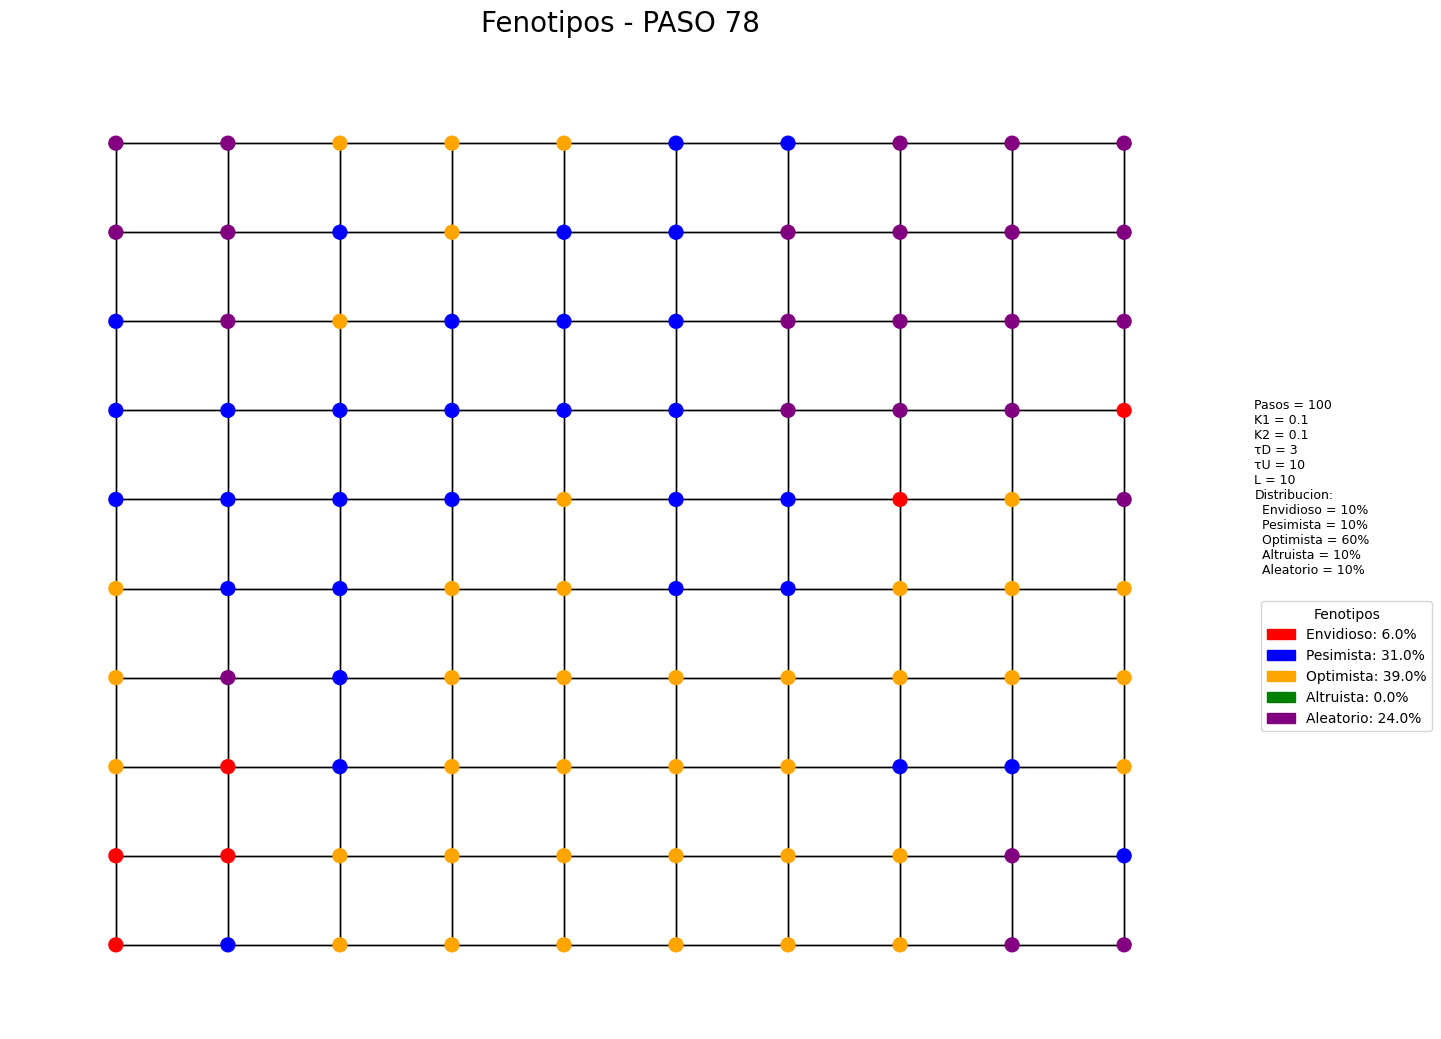 Fenotipos - PASO 78
Pasos = 100
K1 = 0.1
K2 = 0.1
τD = 3
τU = 10
L = 10
Distribucion:
Envidioso = 10%
Pesimista = 10%
Optimista = 60%
Altruista = 10%
Aleatorio = 10%
Fenotipos
Envidioso: 6.0%
Pesimista: 31.0%
Optimista: 39.0%
Altruista: 0.0%
Aleatorio: 24.0%